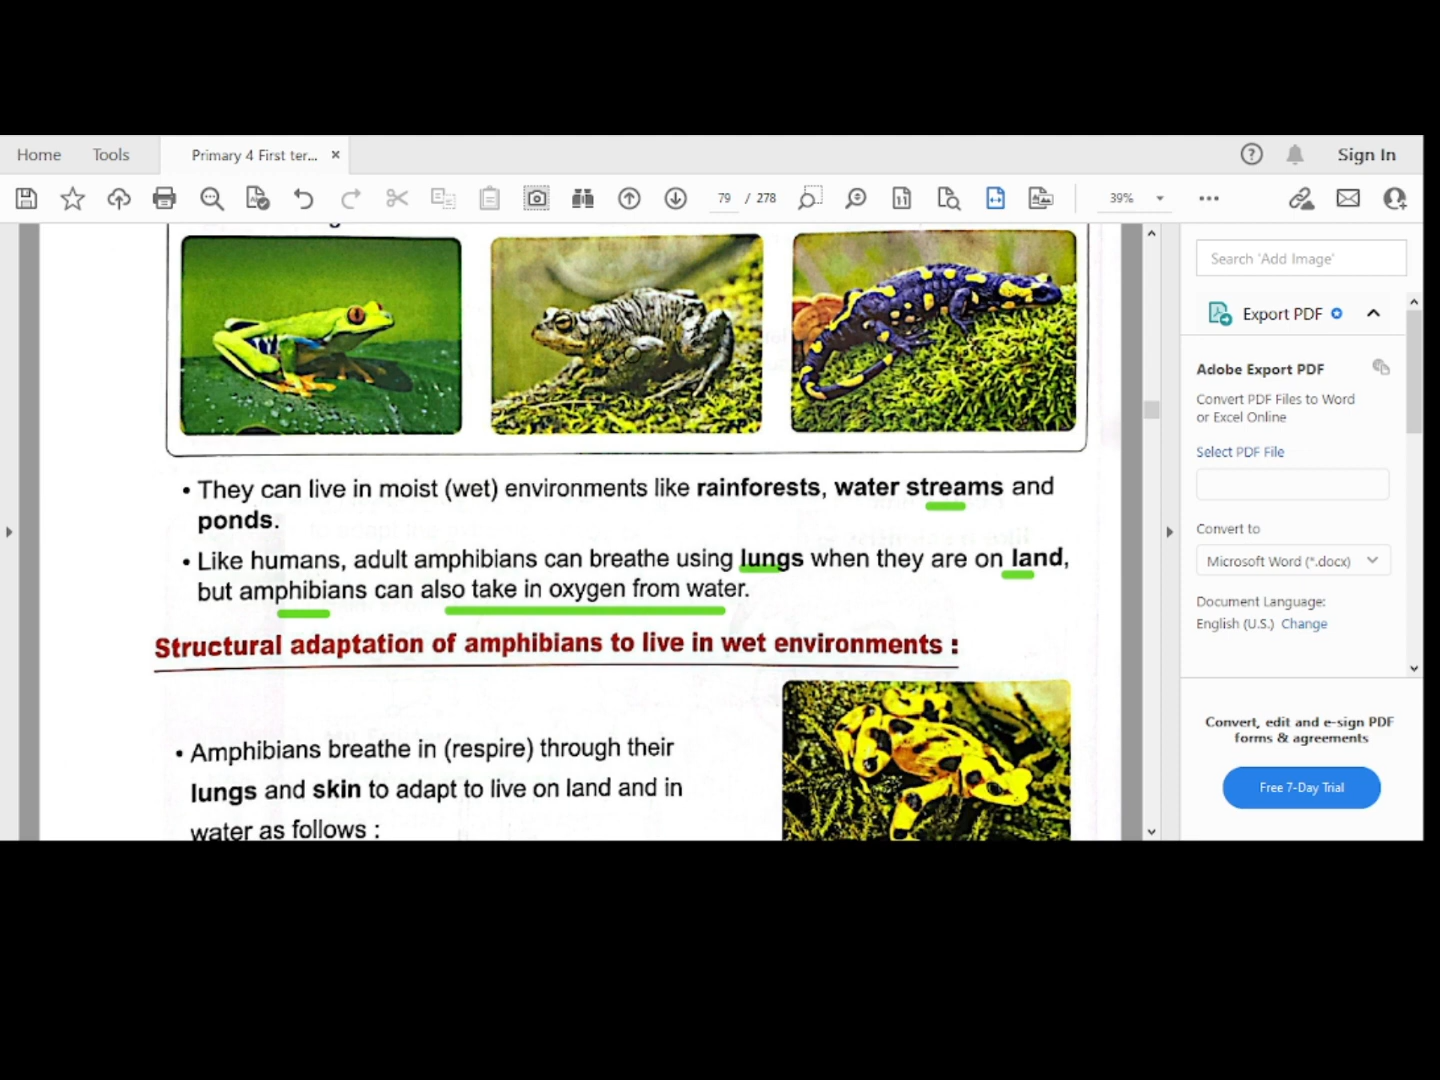 Home Tools Primary 4 First ter... × Sign In
79 / 278 39%
Search 'Add Image'
Export PDF
Adobe Export PDF
Convert PDF Files to Word
or Excel Online
Select PDF File
Convert to
Microsoft Word (*.docx)
Document Language:
English (U.S.) Change
Convert, edit and e-sign PDF
forms & agreements
Free 7-Day Trial
• They can live in moist (wet) environments like rainforests, water streams and
ponds.
• Like humans, adult amphibians can breathe using lungs when they are on land,
but amphibians can also take in oxygen from water.
Structural adaptation of amphibians to live in wet environments :
• Amphibians breathe in (respire) through their
lungs and skin to adapt to live on land and in
water as follows :